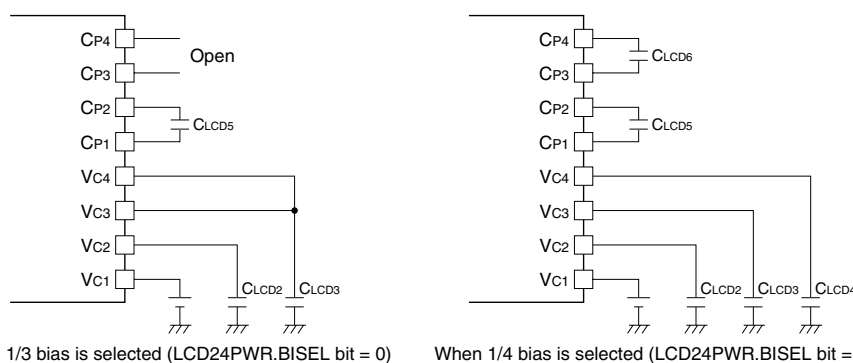 CP4
CP3
Open
CP2
CP1
CLCD5
VC4
VC3
VC2
VC1
CLCD2
CLCD3
1/3 bias is selected (LCD24PWR.BISEL bit = 0)
CP4
CP3
CLCD6
CP2
CP1
CLCD5
VC4
VC3
VC2
VC1
CLCD2
CLCD3
CLCD4
When 1/4 bias is selected (LCD24PWR.BISEL bit =